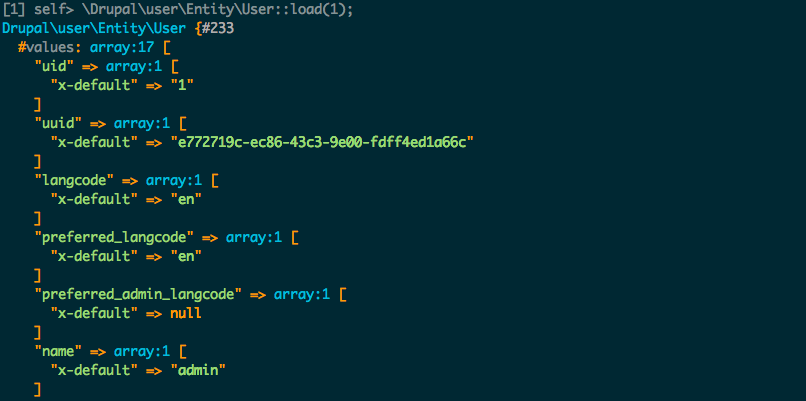 [1] self> \Drupal\user\Entity\User::load(1);
Drupal\user\Entity\User {#233
  #values: array:17 [
    "uid" => array:1 [
      "x-default" => "1"
    ]
    "uuid" => array:1 [
      "x-default" => "e772719c-ec86-43c3-9e00-fdff4ed1a66c"
    ]
    "langcode" => array:1 [
      "x-default" => "en"
    ]
    "preferred_langcode" => array:1 [
      "x-default" => "en"
    ]
    "preferred_admin_langcode" => array:1 [
      "x-default" => null
    ]
    "name" => array:1 [
      "x-default" => "admin"
    ]